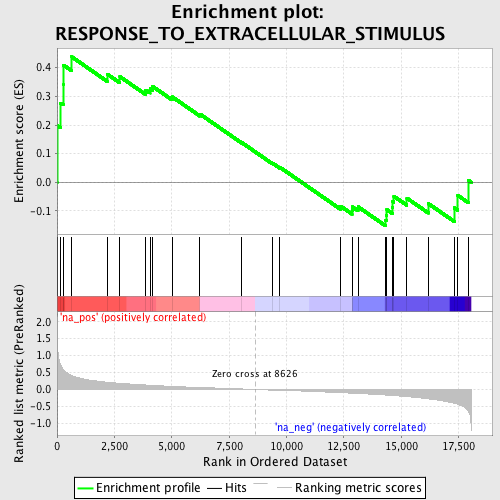 Enrichment plot:
RESPONSE_TO_EXTRACELLULAR_STIMULUS
Enrichment score (ES)
0.4
0.3
0.2
0.1
0.0
-0.1
'na_pos' (positively correlated)
Ranked list metric (PreRanked)
2.0
1.5
1.0
0.5
0.0
-0.5
-1.0
Zero cross at 8626
'na_neg' (negatively correlated)
0 2,500 5,000 7,500 10,000 12,500 15,000 17,500
Rank in Ordered Dataset
Enrichment profile Hits Ranking metric scores